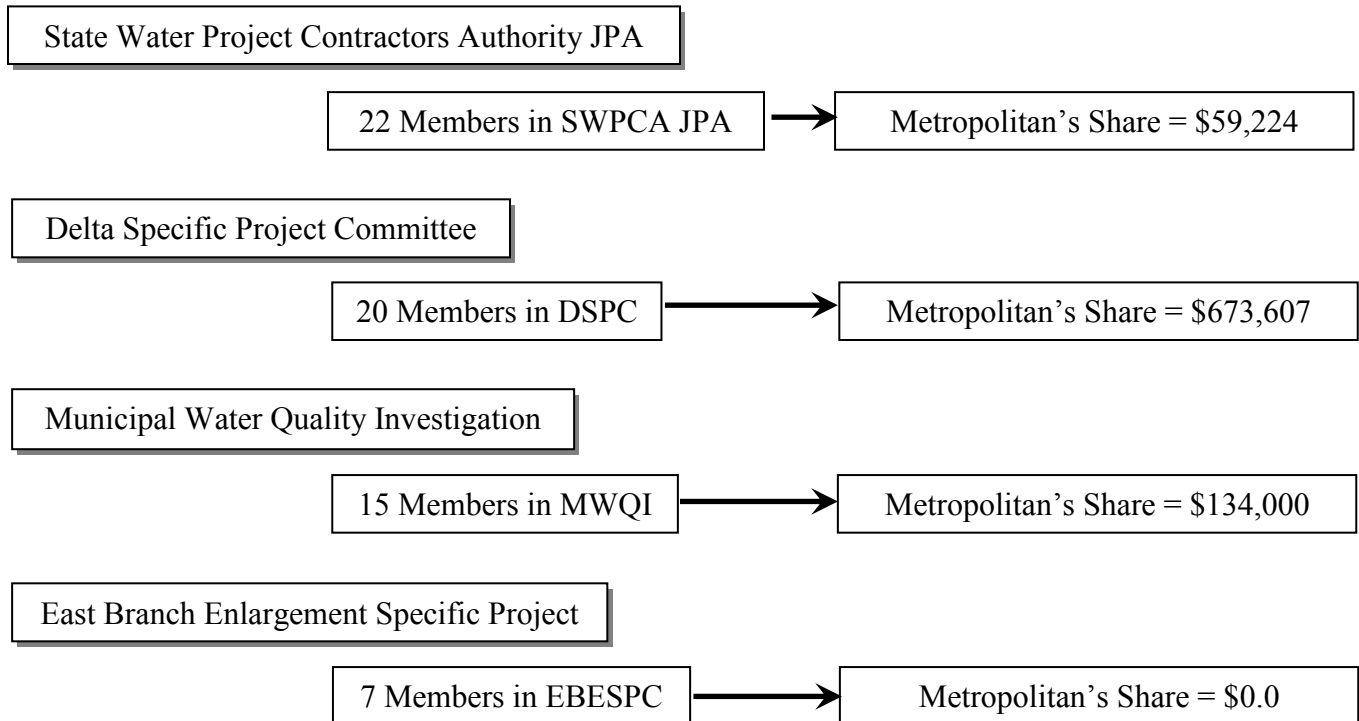 State Water Project Contractors Authority JPA
22 Members in SWPCA JPA
Metropolitan’s Share = $59,224
Delta Specific Project Committee
20 Members in DSPC
Metropolitan’s Share = $673,607
Municipal Water Quality Investigation
15 Members in MWQI
Metropolitan’s Share = $134,000
East Branch Enlargement Specific Project
7 Members in EBESPC
Metropolitan’s Share = $0.0